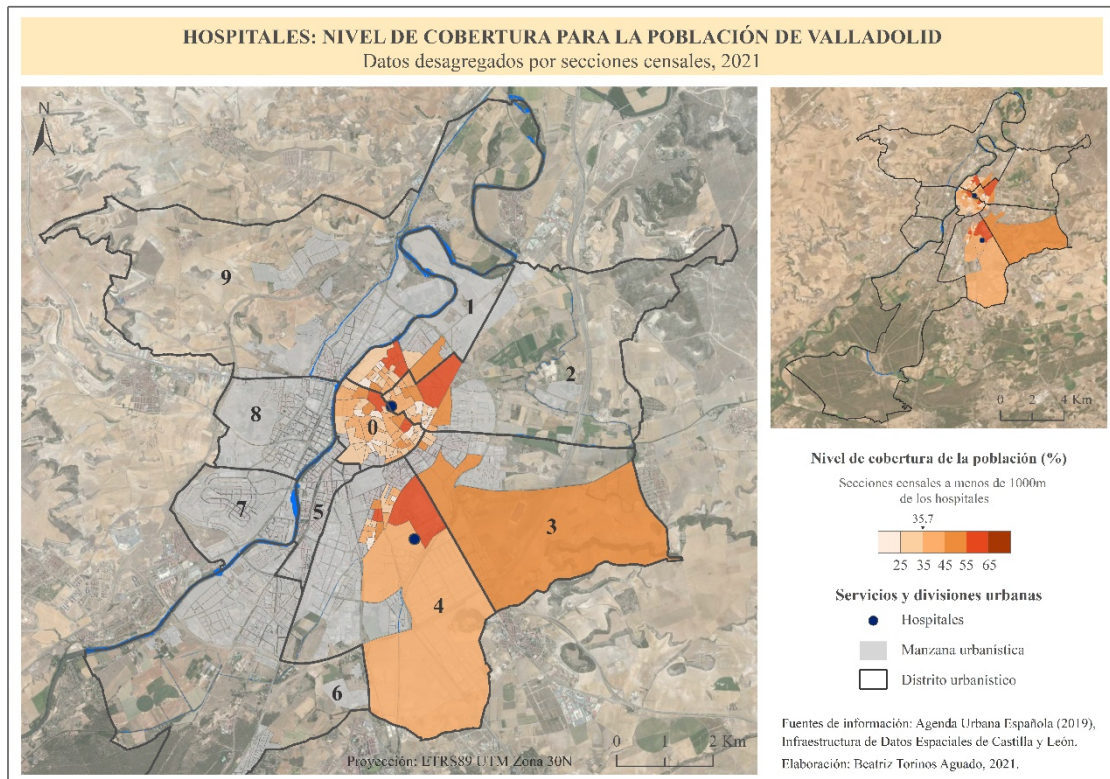 HOSPITALES: NIVEL DE COBERTURA PARA LA POBLACIÓN DE VALLADOLID
Datos desagregados por secciones censales, 2021
N
9
1
2
8
0
7
5
3
4
6
0 1 2 Km
Proyección: ETRS89 UTM Zona 30N
0 2 4 Km
Nivel de cobertura de la población (%)
Secciones censales a menos de 1000m
de los hospitales
35.7
25 35 45 55 65
Servicios y divisiones urbanas
Hospitales
Manzana urbanística
Distrito urbanístico
Fuentes de información: Agenda Urbana Española (2019),
Infraestructura de Datos Espaciales de Castilla y León.
Elaboración: Beatriz Torinos Aguado, 2021.